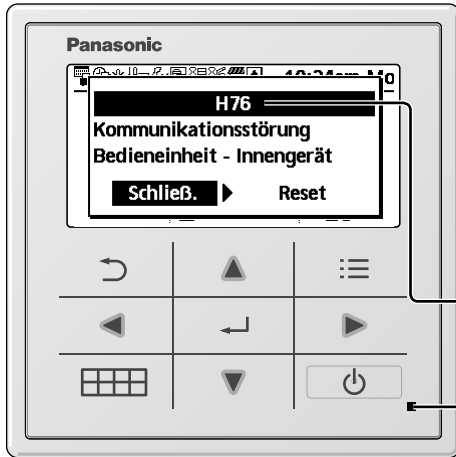 Panasonic
H76
Kommunikationsstörung
Bedieneinheit - Innengerät
Schließ. Reset